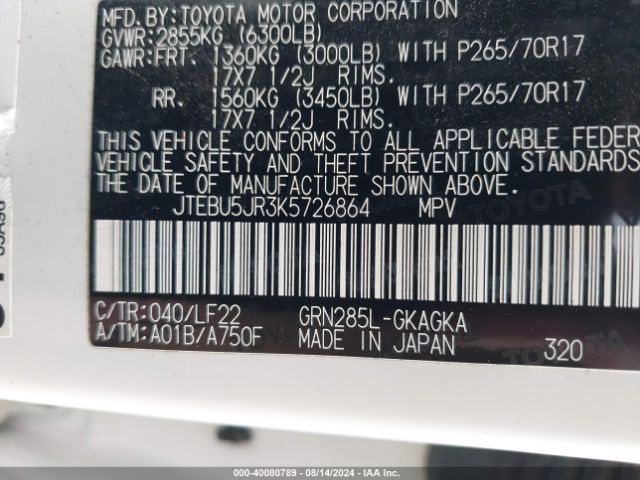 MFD. BY: TOYOTA MOTOR CORPORATION
GVWR: 2855KG (6300LB)
GAWR: FRT. 1360KG (3000LB) WITH P265/70R17
17X7 1/2J RIMS.
RR. 1560KG (3450LB) WITH P265/70R17
17X7 1/2J RIMS.
THIS VEHICLE CONFORMS TO ALL APPLICABLE FEDER
VEHICLE SAFETY AND THEFT PREVENTION STANDARDS
THE DATE OF MANUFACTURE SHOWN ABOVE.
JTEBU5JR3K5726864 MPV
C/TR: 040/LF22 GRN285L-GKAGKA
A/TM: A01B/A750F MADE IN JAPAN 320
000-40080789 - 08/14/2024 - IAA Inc.